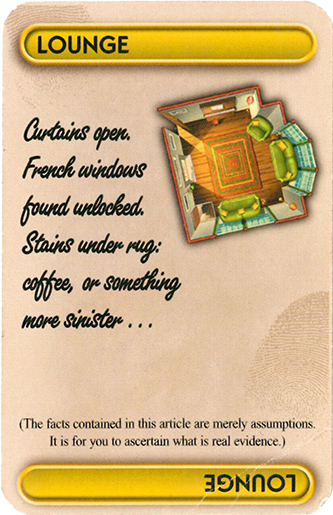 LOUNGE
Curtains open.
French windows
found unlocked.
Stains under rug:
coffee, or something
more sinister . . .
(The facts contained in this article are merely assumptions.
It is for you to ascertain what is real evidence.)
LOUNGE